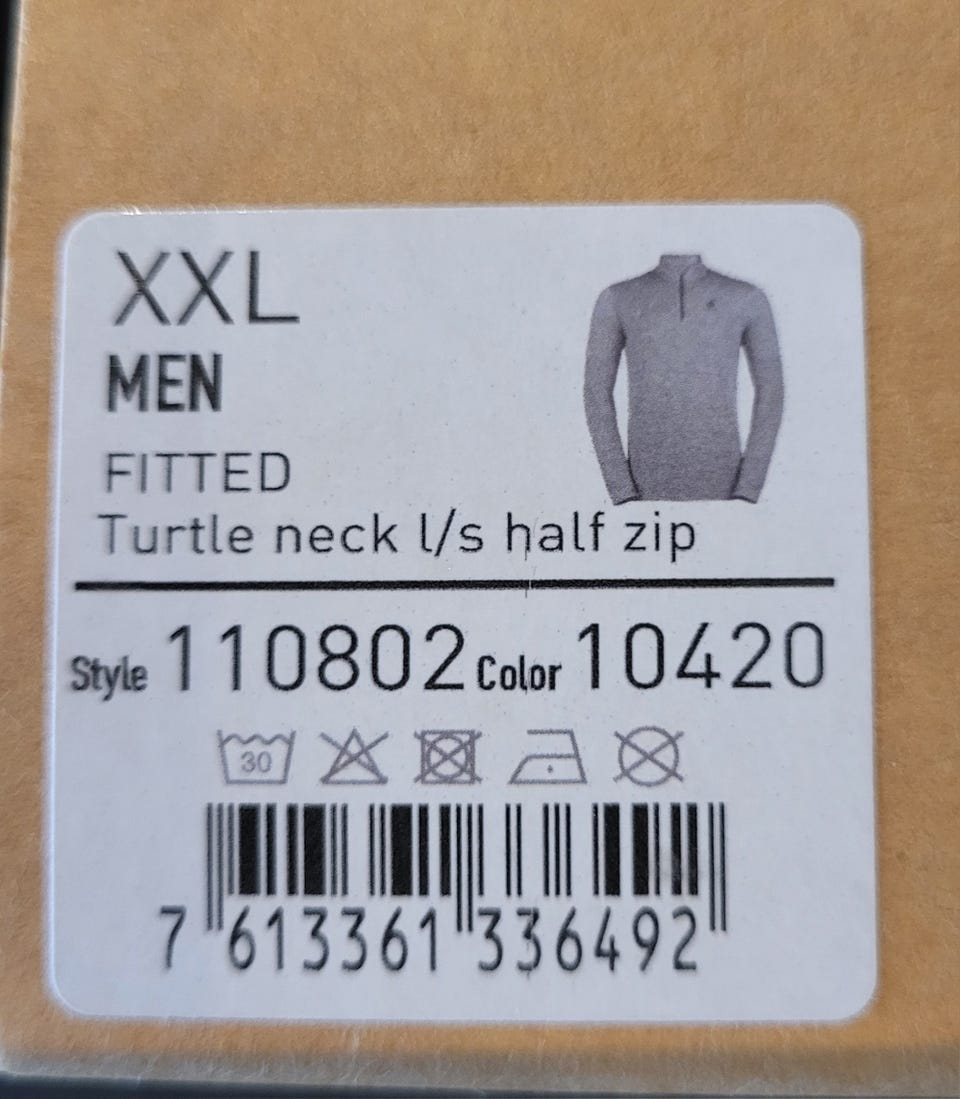 XXL
MEN
FITTED
Turtle neck l/s half zip
Style 110802 Color 10420
30
7 613361 336492